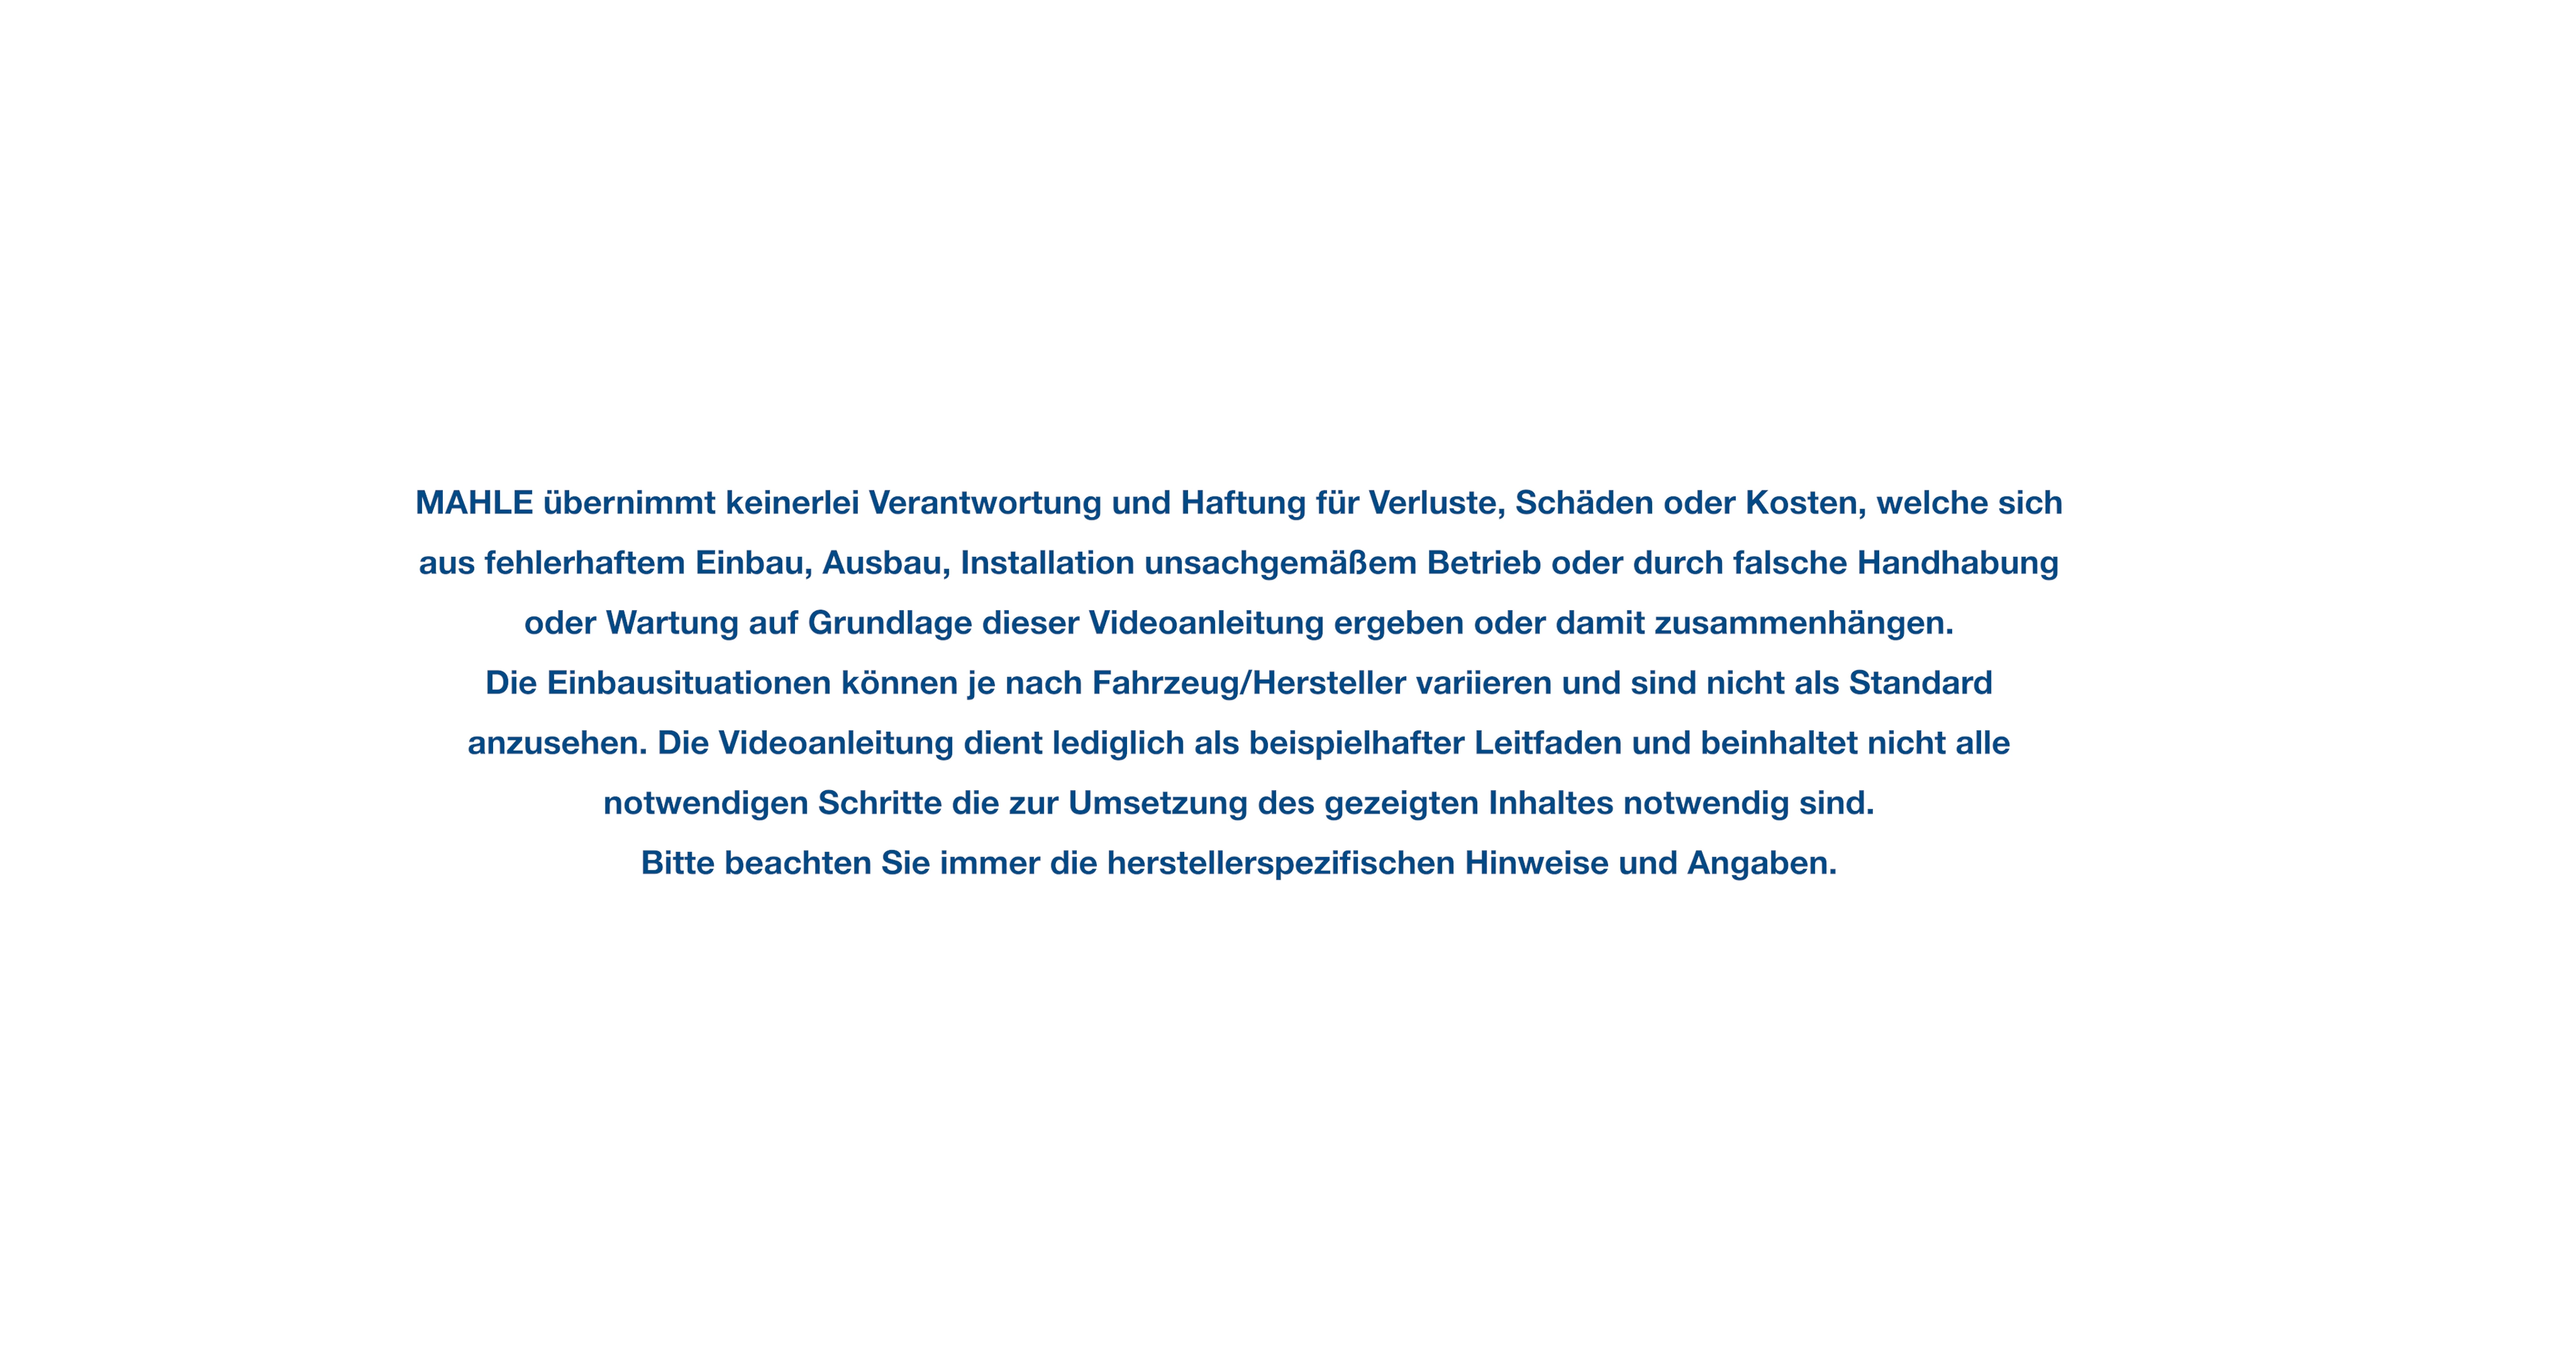 MAHLE übernimmt keinerlei Verantwortung und Haftung für Verluste, Schäden oder Kosten, welche sich
aus fehlerhaftem Einbau, Ausbau, Installation unsachgemäßem Betrieb oder durch falsche Handhabung
oder Wartung auf Grundlage dieser Videoanleitung ergeben oder damit zusammenhängen.
Die Einbausituationen können je nach Fahrzeug/Hersteller variieren und sind nicht als Standard
anzusehen. Die Videoanleitung dient lediglich als beispielhafter Leitfaden und beinhaltet nicht alle
notwendigen Schritte die zur Umsetzung des gezeigten Inhaltes notwendig sind.
Bitte beachten Sie immer die herstellerspezifischen Hinweise und Angaben.